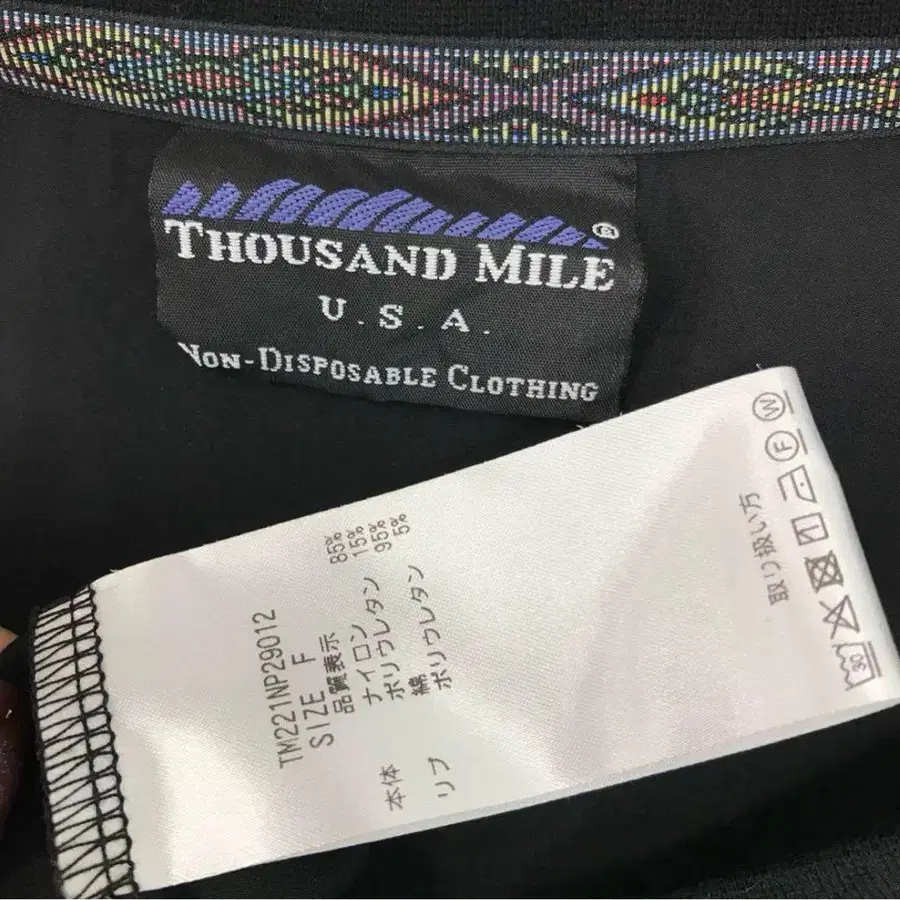 ®
THOUSAND MILE
U.S.A.
NON-DISPOSABLE CLOTHING
TM221NP29012
SIZE F
品質表示
本体 ナイロン 85%
ポリウレタン 15%
リブ 綿 95%
ポリウレタン 5%
取り扱い方
30
F
W